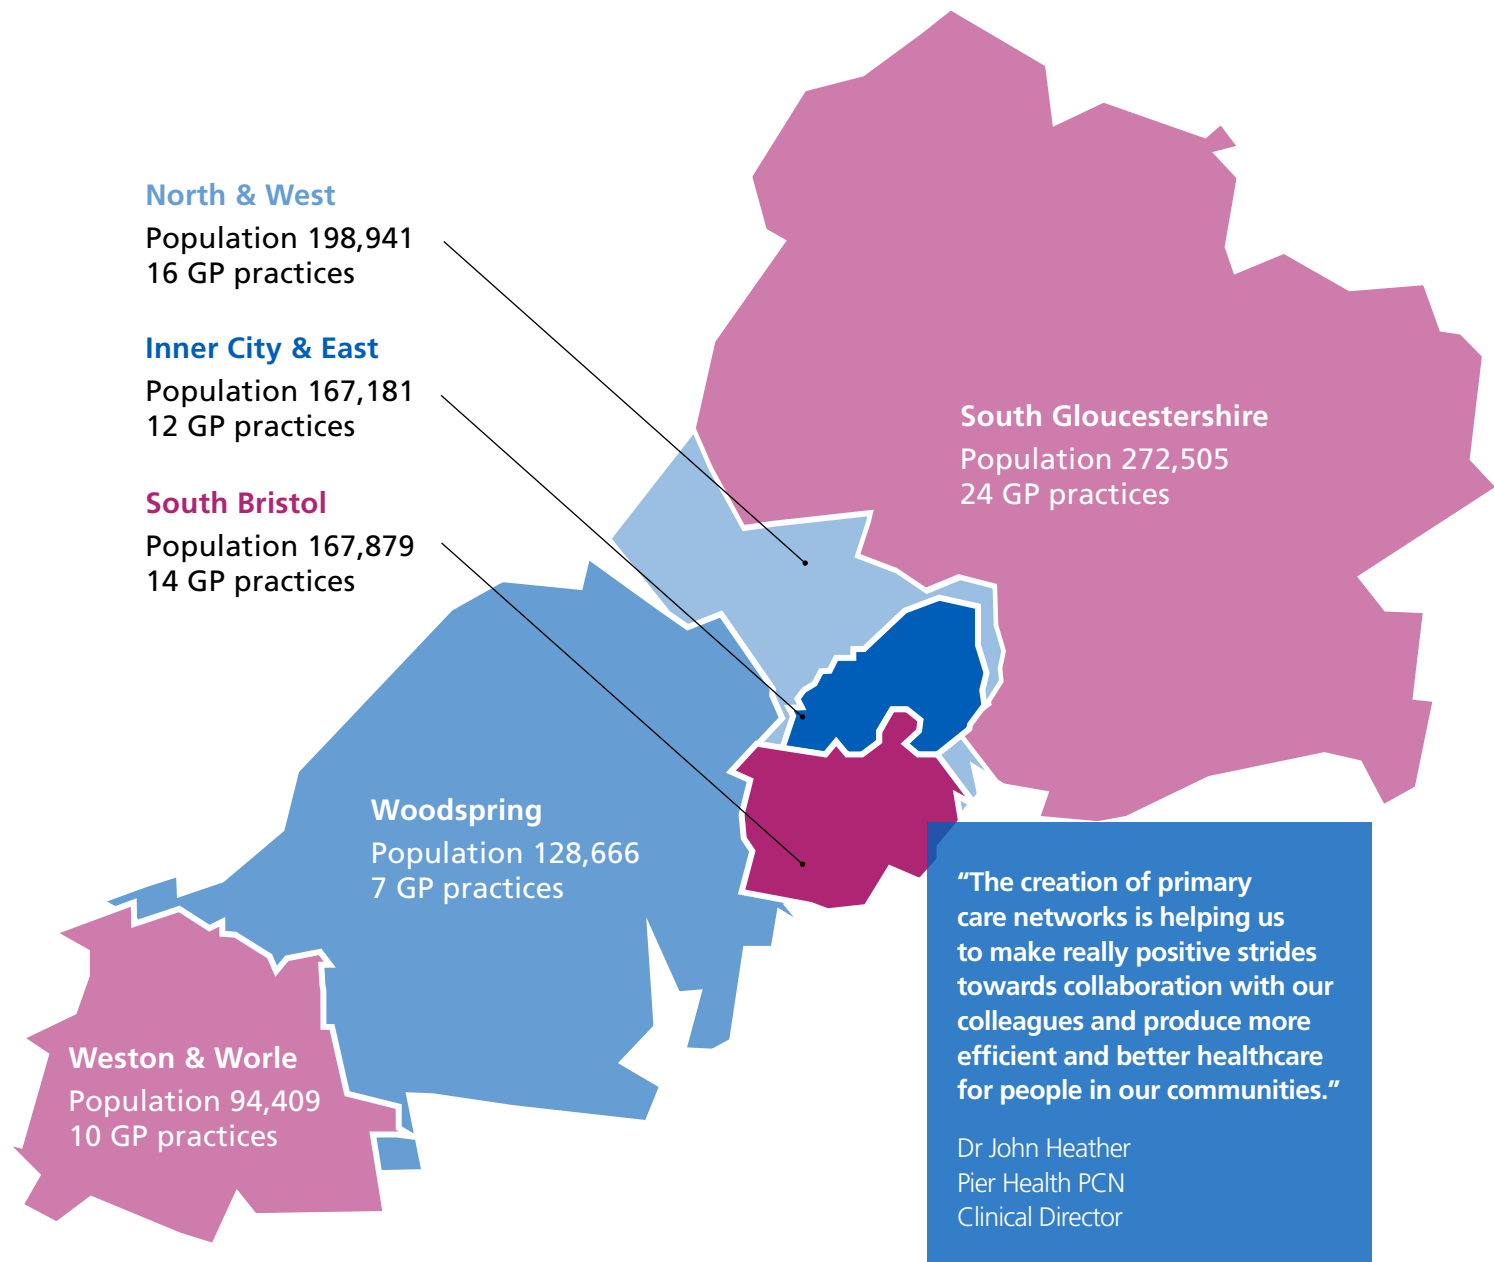 North & West
Population 198,941
16 GP practices
Inner City & East
Population 167,181
12 GP practices
South Bristol
Population 167,879
14 GP practices
South Gloucestershire
Population 272,505
24 GP practices
Woodspring
Population 128,666
7 GP practices
Weston & Worle
Population 94,409
10 GP practices
“The creation of primary
care networks is helping us
to make really positive strides
towards collaboration with our
colleagues and produce more
efficient and better healthcare
for people in our communities.”
Dr John Heather
Pier Health PCN
Clinical Director